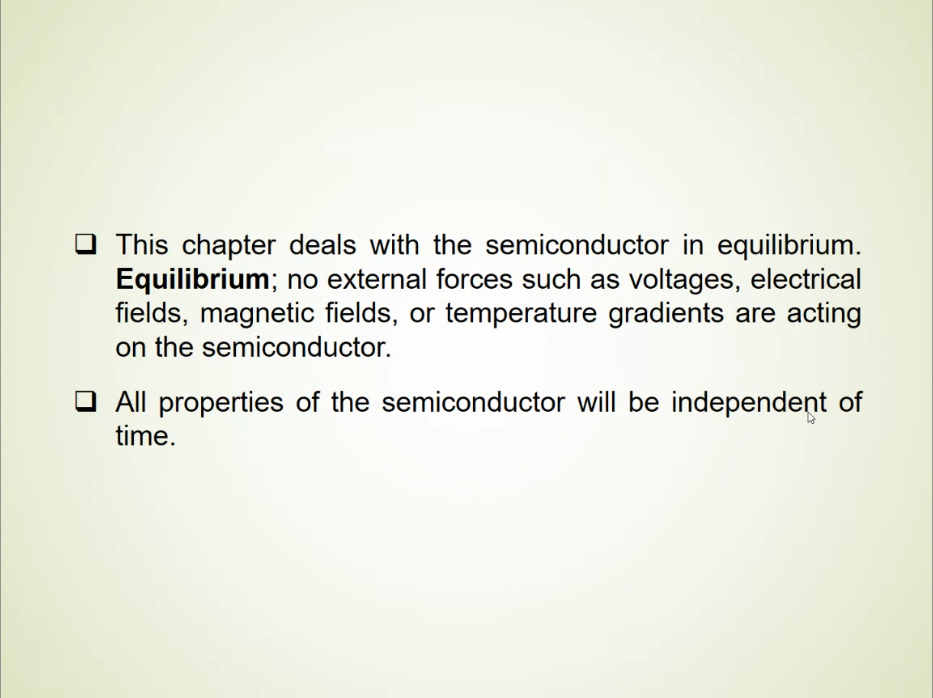 This chapter deals with the semiconductor in equilibrium.
Equilibrium; no external forces such as voltages, electrical
fields, magnetic fields, or temperature gradients are acting
on the semiconductor.
All properties of the semiconductor will be independent of
time.